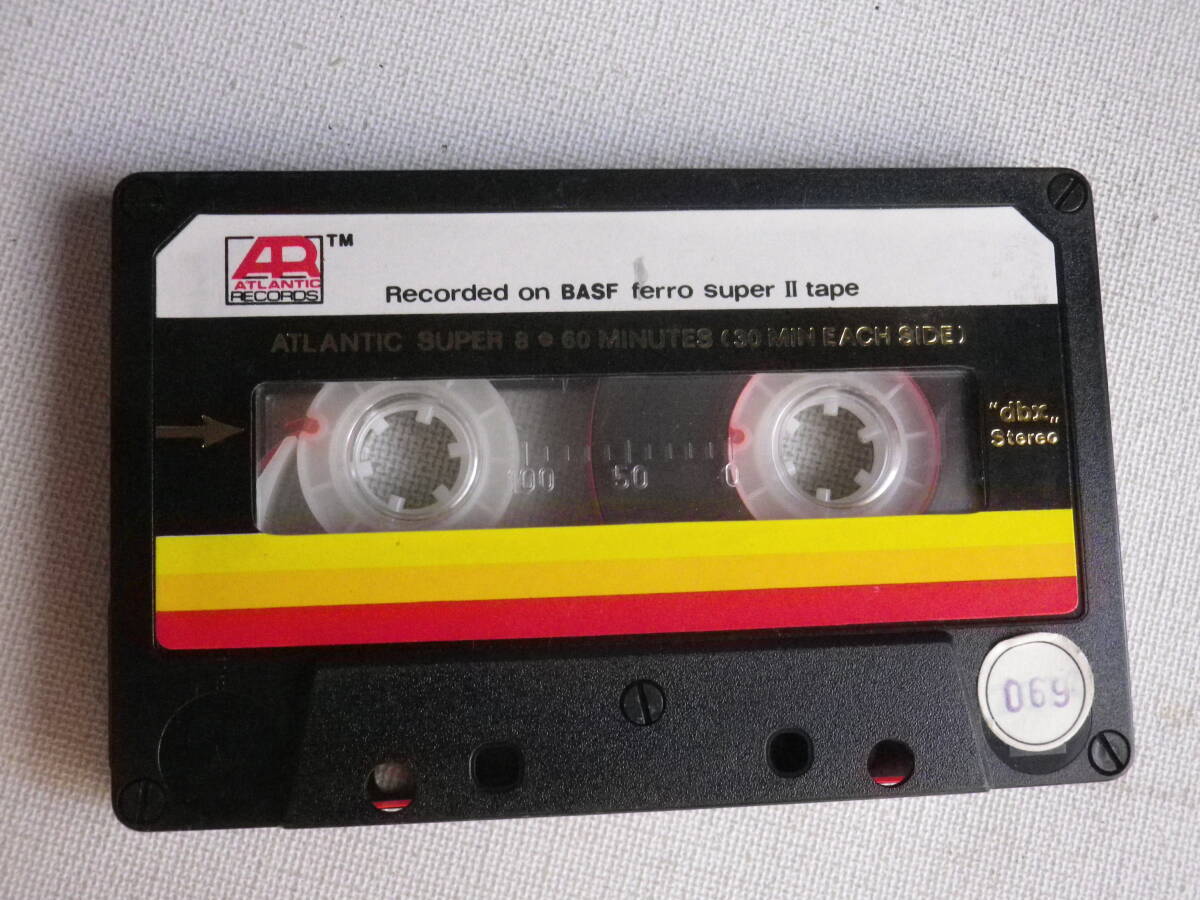 AR TM
ATLANTIC
RECORDS
Recorded on BASF ferro super II tape
ATLANTIC SUPER 8 • 60 MINUTES (30 MIN EACH SIDE)
"dbx„
Stereo
100 50 0
069